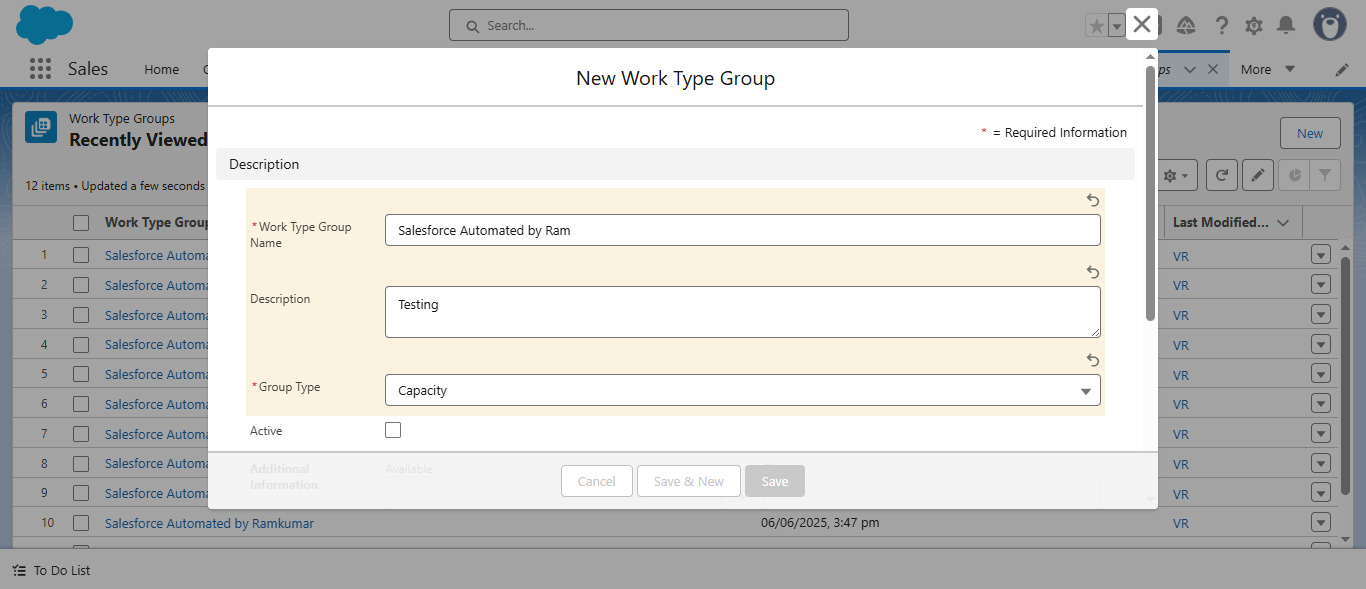 Search...
Sales
Home
ps
More
New Work Type Group
Work Type Groups
Recently Viewed
New
* = Required Information
Description
12 items • Updated a few seconds
Work Type Group
Last Modified...
*Work Type Group Name
Salesforce Automated by Ram
Description
Testing
*Group Type
Capacity
Active
Additional Information
Available
Cancel
Save & New
Save
1 Salesforce Automa VR
2 Salesforce Automa VR
3 Salesforce Automa VR
4 Salesforce Automa VR
5 Salesforce Automa VR
6 Salesforce Automa VR
7 Salesforce Automa VR
8 Salesforce Automa VR
9 Salesforce Automa VR
10 Salesforce Automated by Ramkumar 06/06/2025, 3:47 pm VR
To Do List